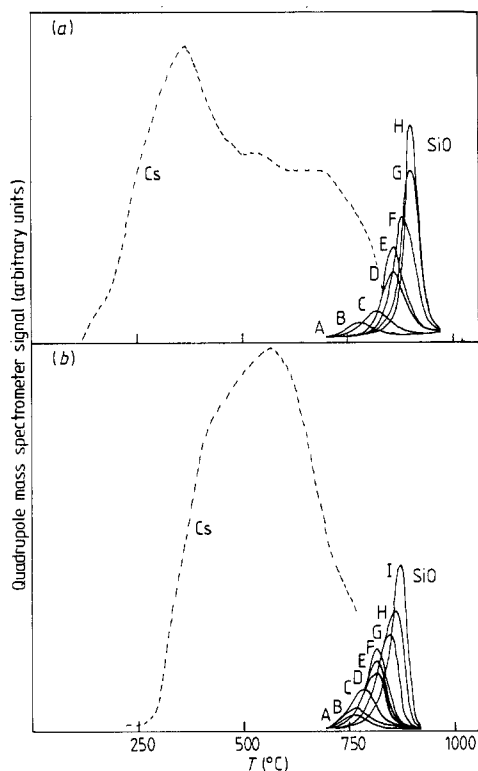 (a)
H
SiO
G
Cs
F
E
D
C
B
A
(b)
Cs
I
SiO
H
G
F
E
D
C
B
A
250
500
750
1000
T (°C)
Quadrupole mass spectrometer signal (arbitrary units)